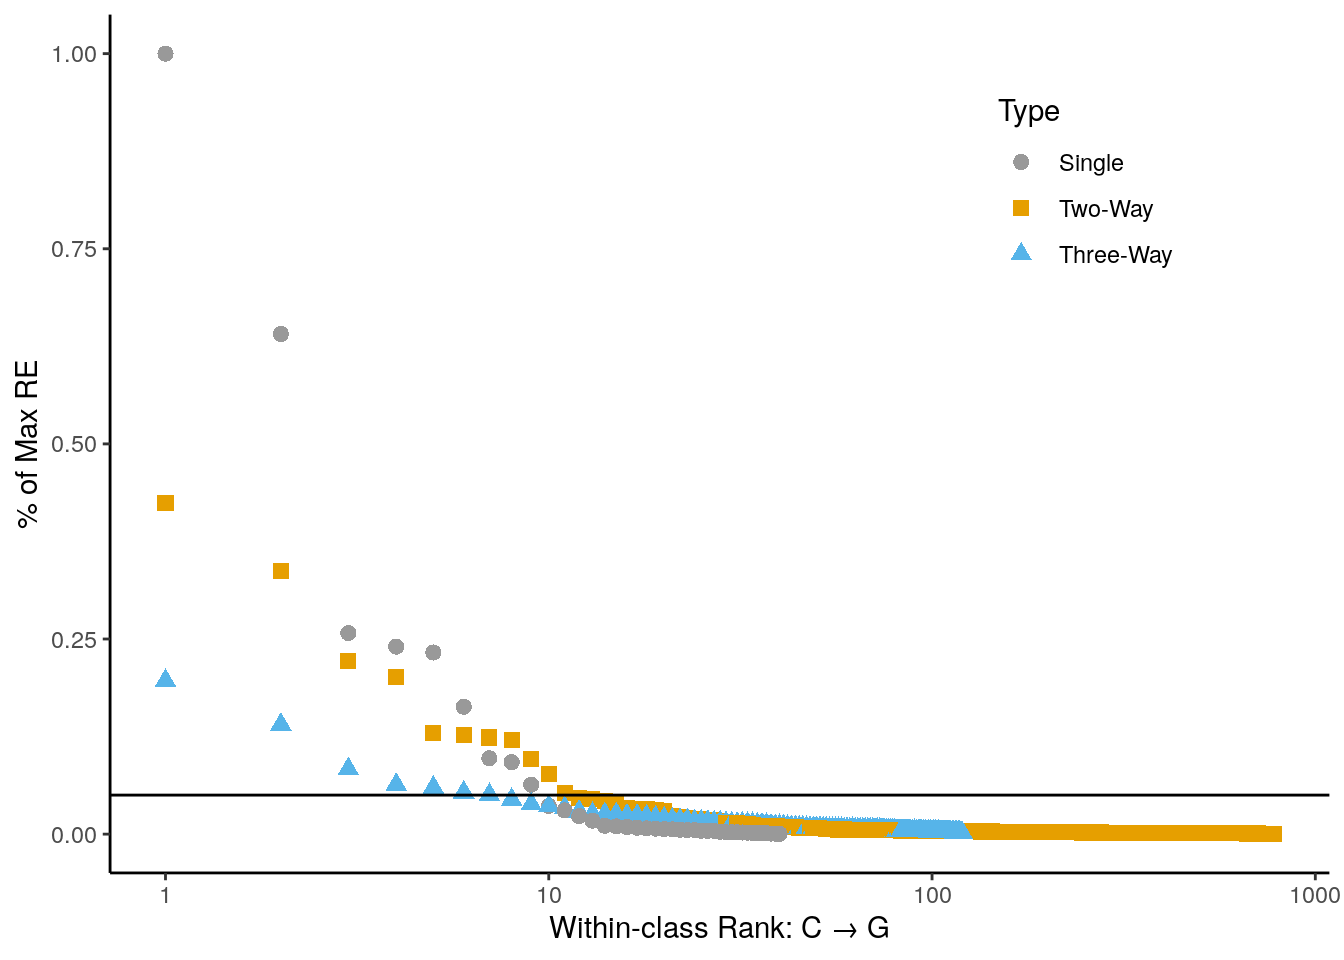 1.00
0.75
0.50
0.25
0.00
% of Max RE
Type
Single
Two-Way
Three-Way
1
10
100
1000
Within-class Rank: C → G